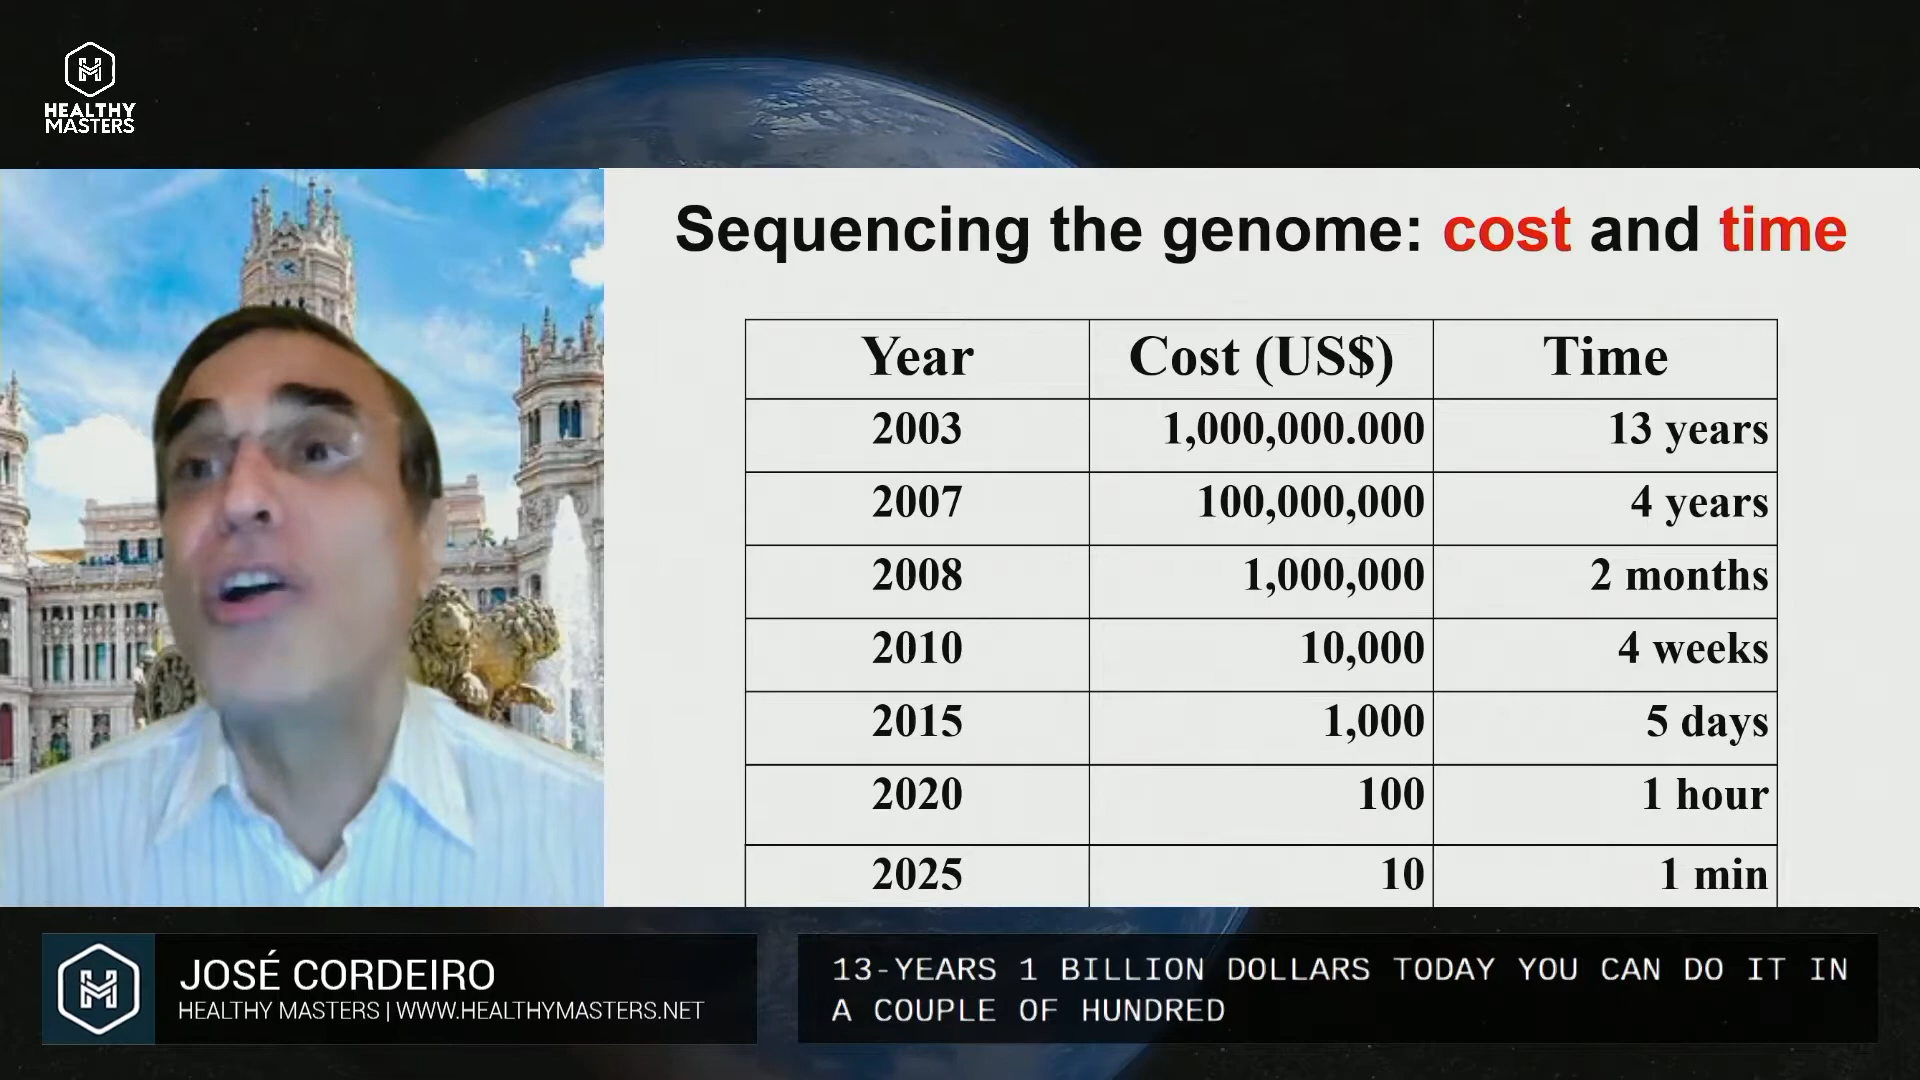 HEALTHY
MASTERS
Sequencing the genome: cost and time
Year Cost (US$) Time
2003 1,000,000.000 13 years
2007 100,000,000 4 years
2008 1,000,000 2 months
2010 10,000 4 weeks
2015 1,000 5 days
2020 100 1 hour
2025 10 1 min
JOSÉ CORDEIRO
HEALTHY MASTERS | WWW.HEALTHYMASTERS.NET
13-YEARS 1 BILLION DOLLARS TODAY YOU CAN DO IT IN
A COUPLE OF HUNDRED